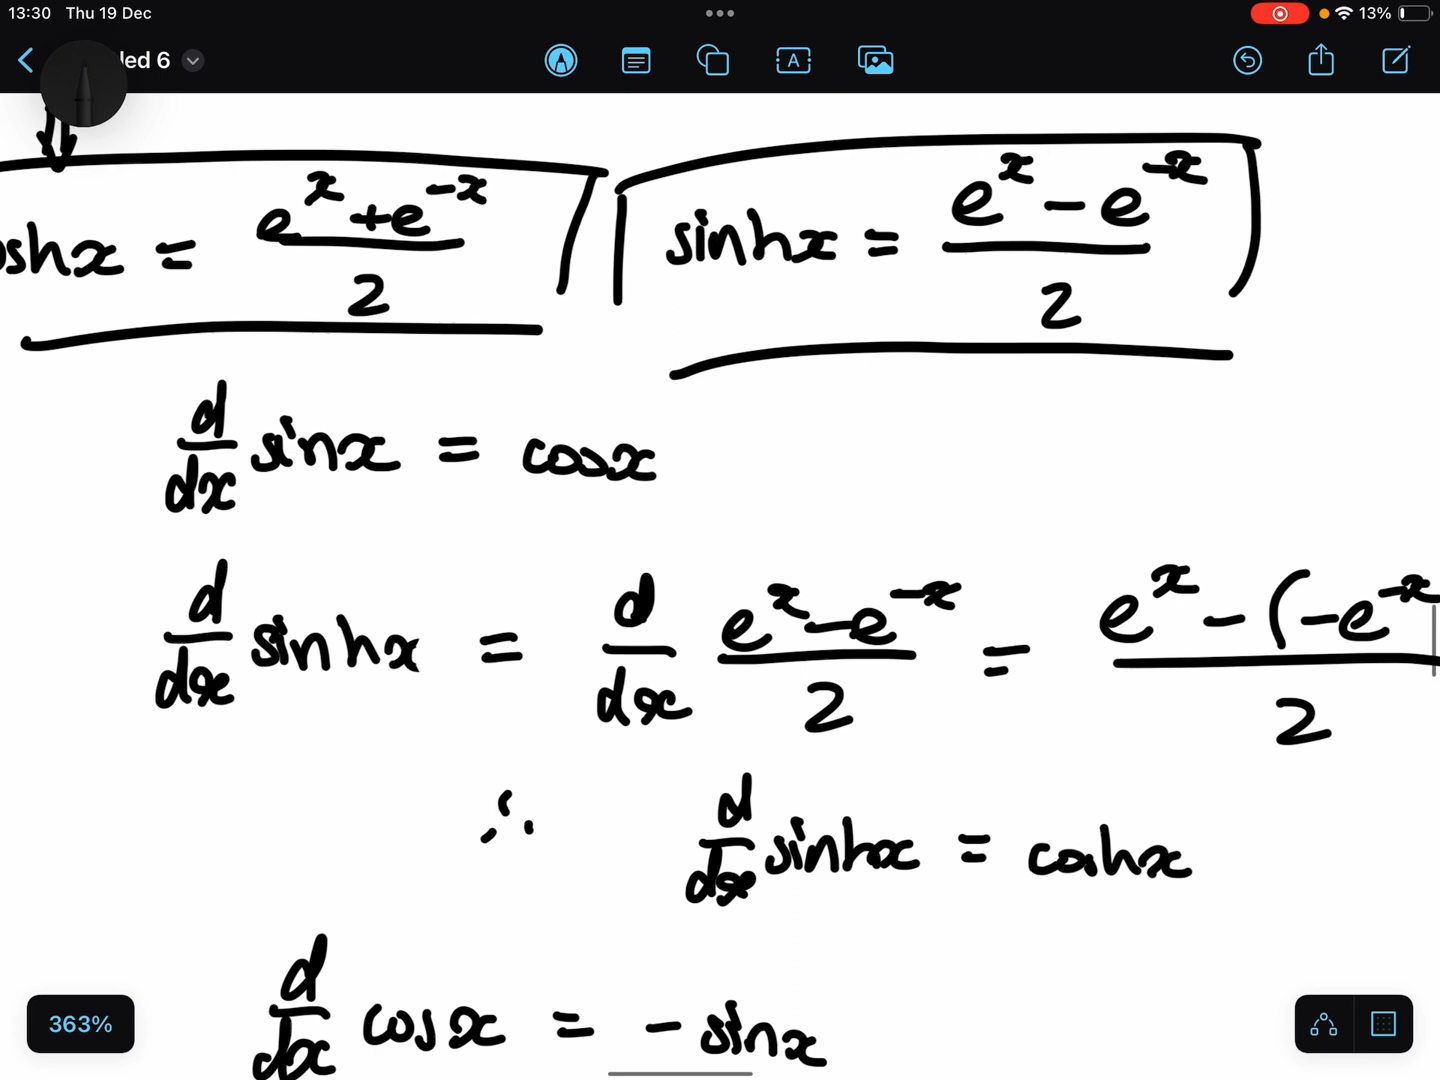 13:30 Thu 19 Dec 13%
led 6
A
oshx = (e^x + e^-x)/2
sinhx = (e^x - e^-x)/2
d/dx sinx = cosx
d/dx sinhx = d/dx (e^x - e^-x)/2 = (e^x - (-e^-x)/2
∴ d/dx sinhx = coshx
d/dx cosx = - sinx
363%